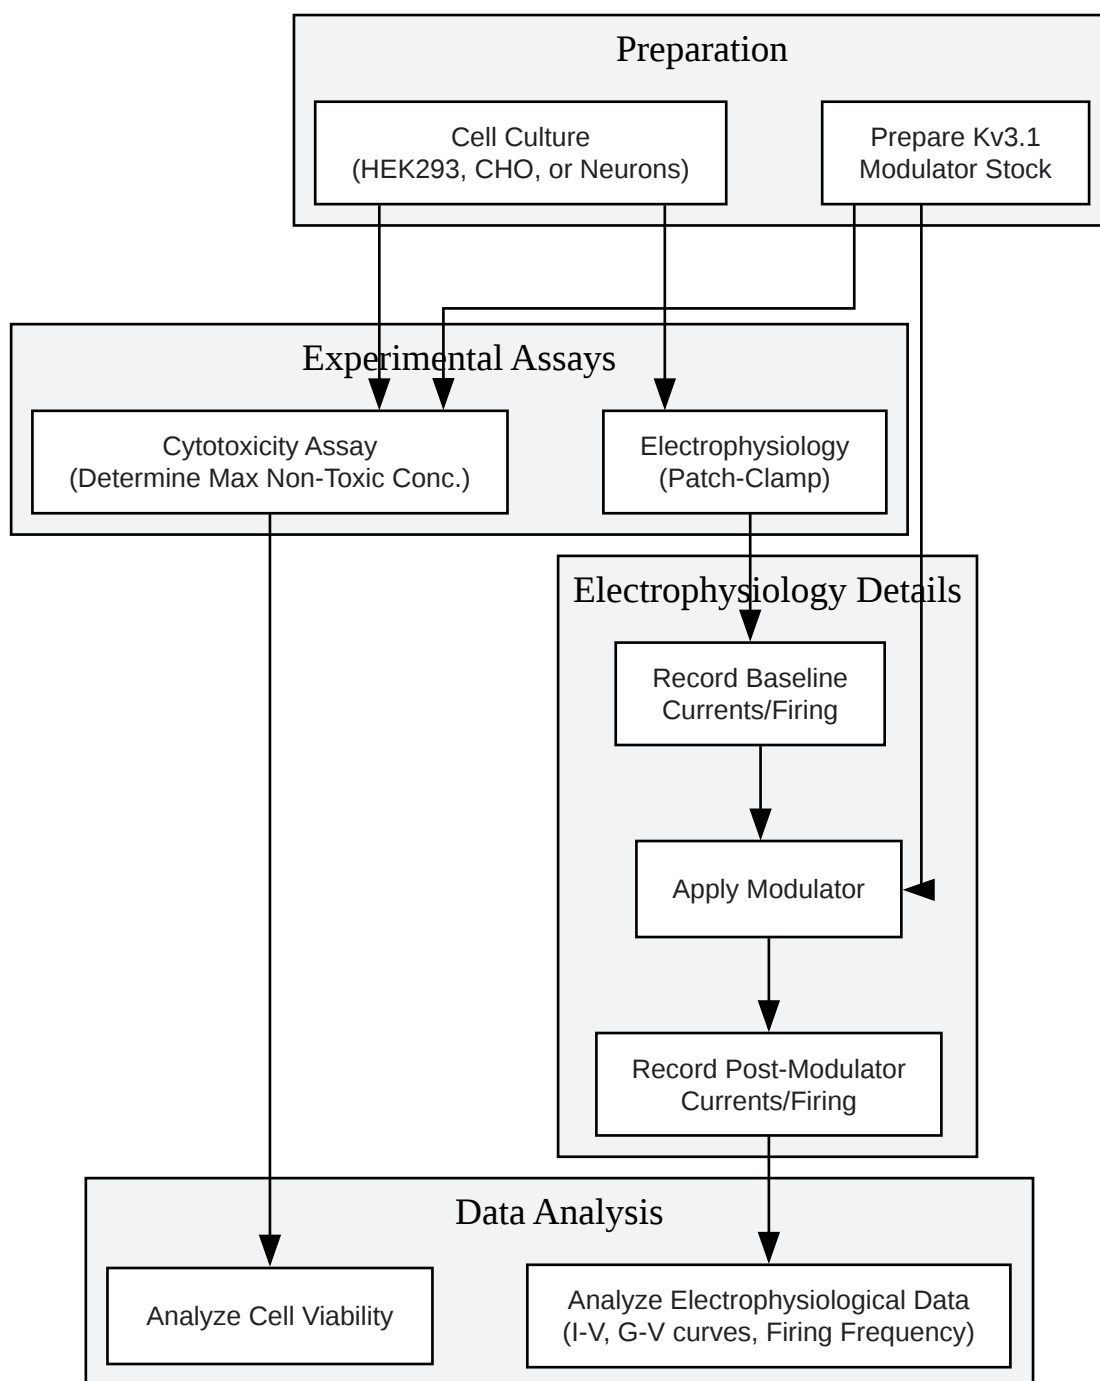 Preparation
Cell Culture
(HEK293, CHO, or Neurons)
Prepare Kv3.1
Modulator Stock
Experimental Assays
Cytotoxicity Assay
(Determine Max Non-Toxic Conc.)
Electrophysiology
(Patch-Clamp)
Electrophysiology Details
Record Baseline
Currents/Firing
Apply Modulator
Record Post-Modulator
Currents/Firing
Data Analysis
Analyze Cell Viability
Analyze Electrophysiological Data
(I-V, G-V curves, Firing Frequency)